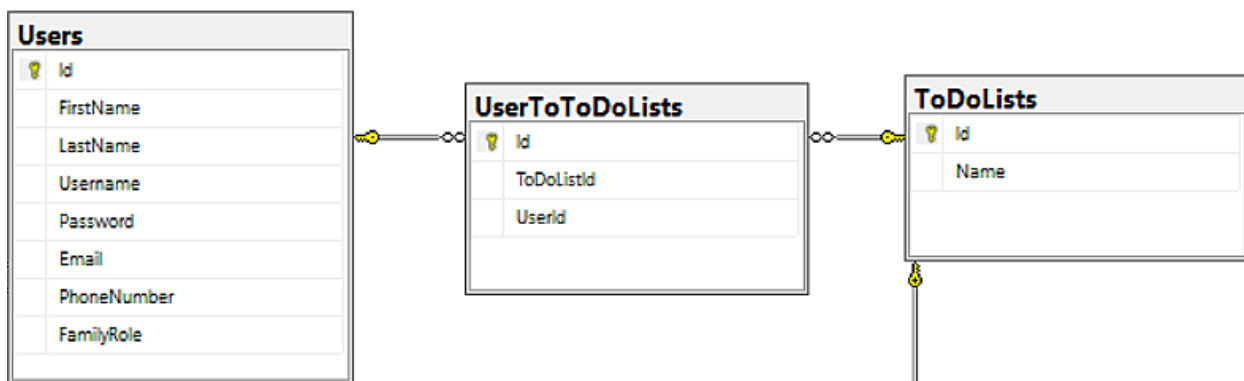 Users
Id
FirstName
LastName
Username
Password
Email
PhoneNumber
FamilyRole
UserToToDoLists
Id
ToDoListId
UserId
ToDoLists
Id
Name